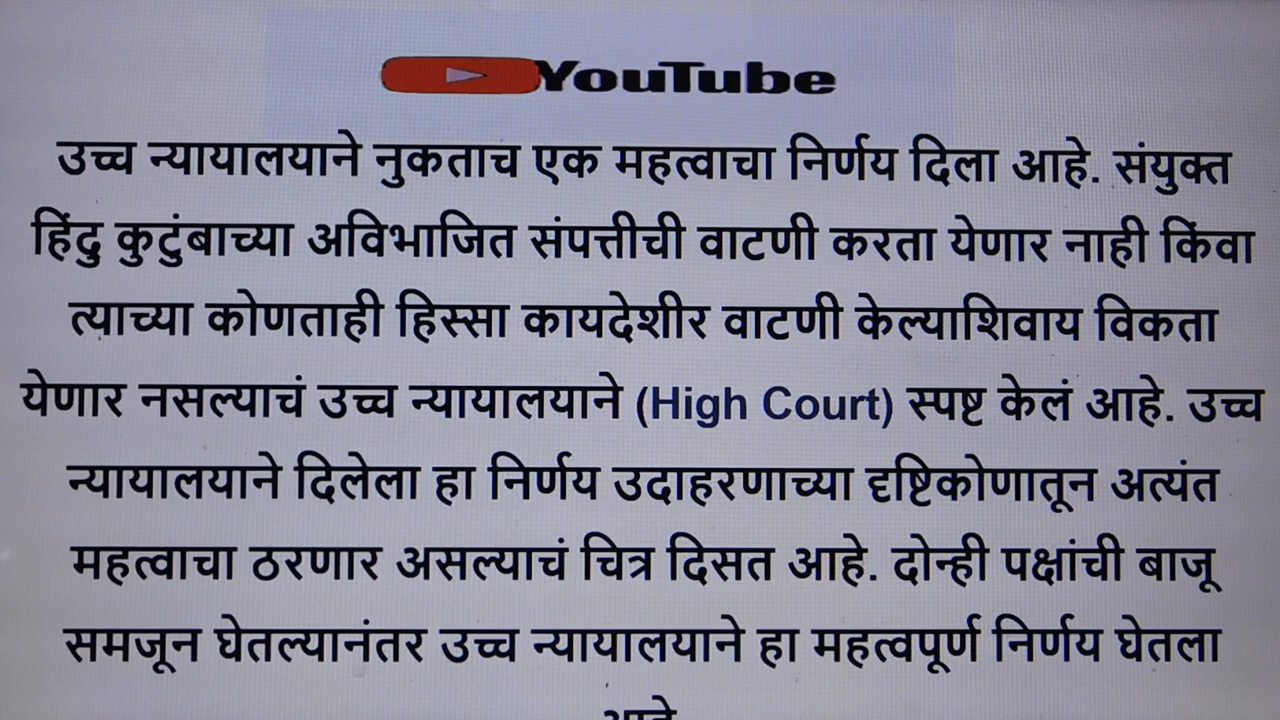 YouTube
उच्च न्यायालयाने नुकताच एक महत्वाचा निर्णय दिला आहे. संयुक्त
हिंदु कुटुंबाच्या अविभाजित संपत्तीची वाटणी करता येणार नाही किंवा
त्याच्या कोणताही हिस्सा कायदेशीर वाटणी केल्याशिवाय विकता
येणार नसल्याचं उच्च न्यायालयाने (High Court) स्पष्ट केलं आहे. उच्च
न्यायालयाने दिलेला हा निर्णय उदाहरणाच्या दृष्टिकोणातून अत्यंत
महत्वाचा ठरणार असल्याचं चित्र दिसत आहे. दोन्ही पक्षांची बाजू
समजून घेतल्यानंतर उच्च न्यायालयाने हा महत्वपूर्ण निर्णय घेतला